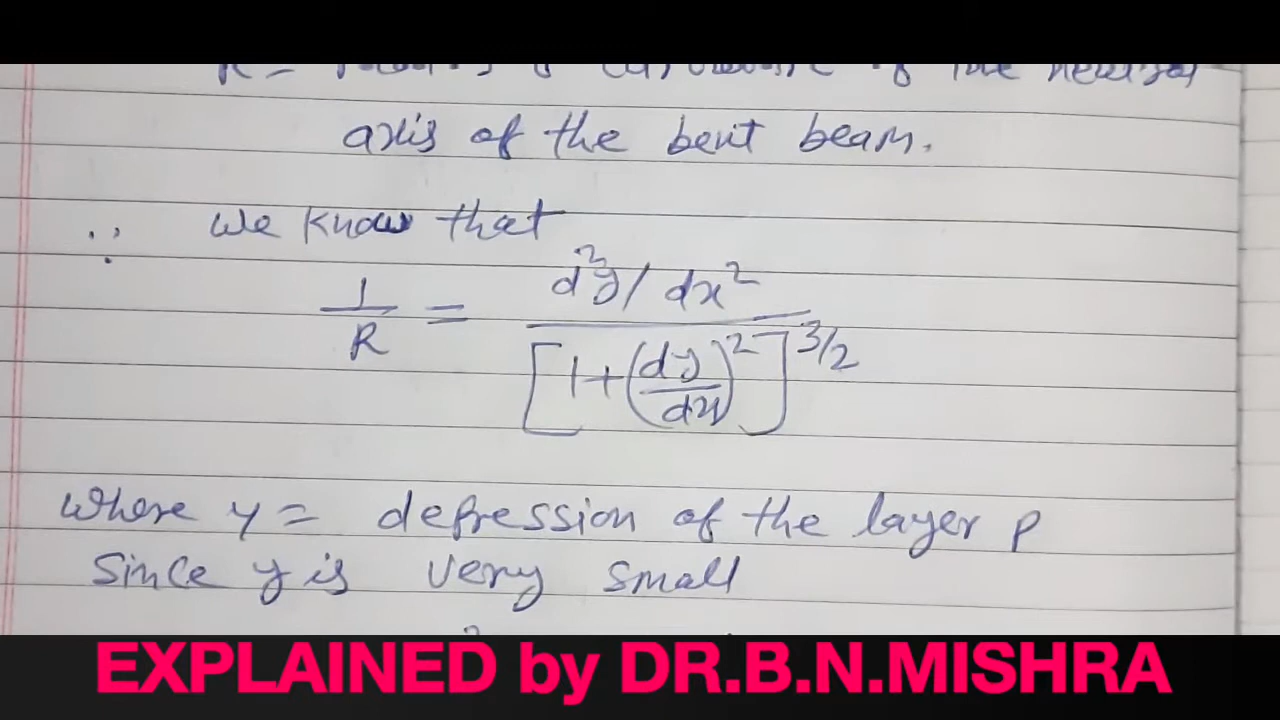 axis of the bent beam.
∵ We know that
1/R = d²y/dx² / [1+(dy/dx)²]^3/2
where y = depression of the layer P
Since y is very small
EXPLAINED by DR.B.N.MISHRA